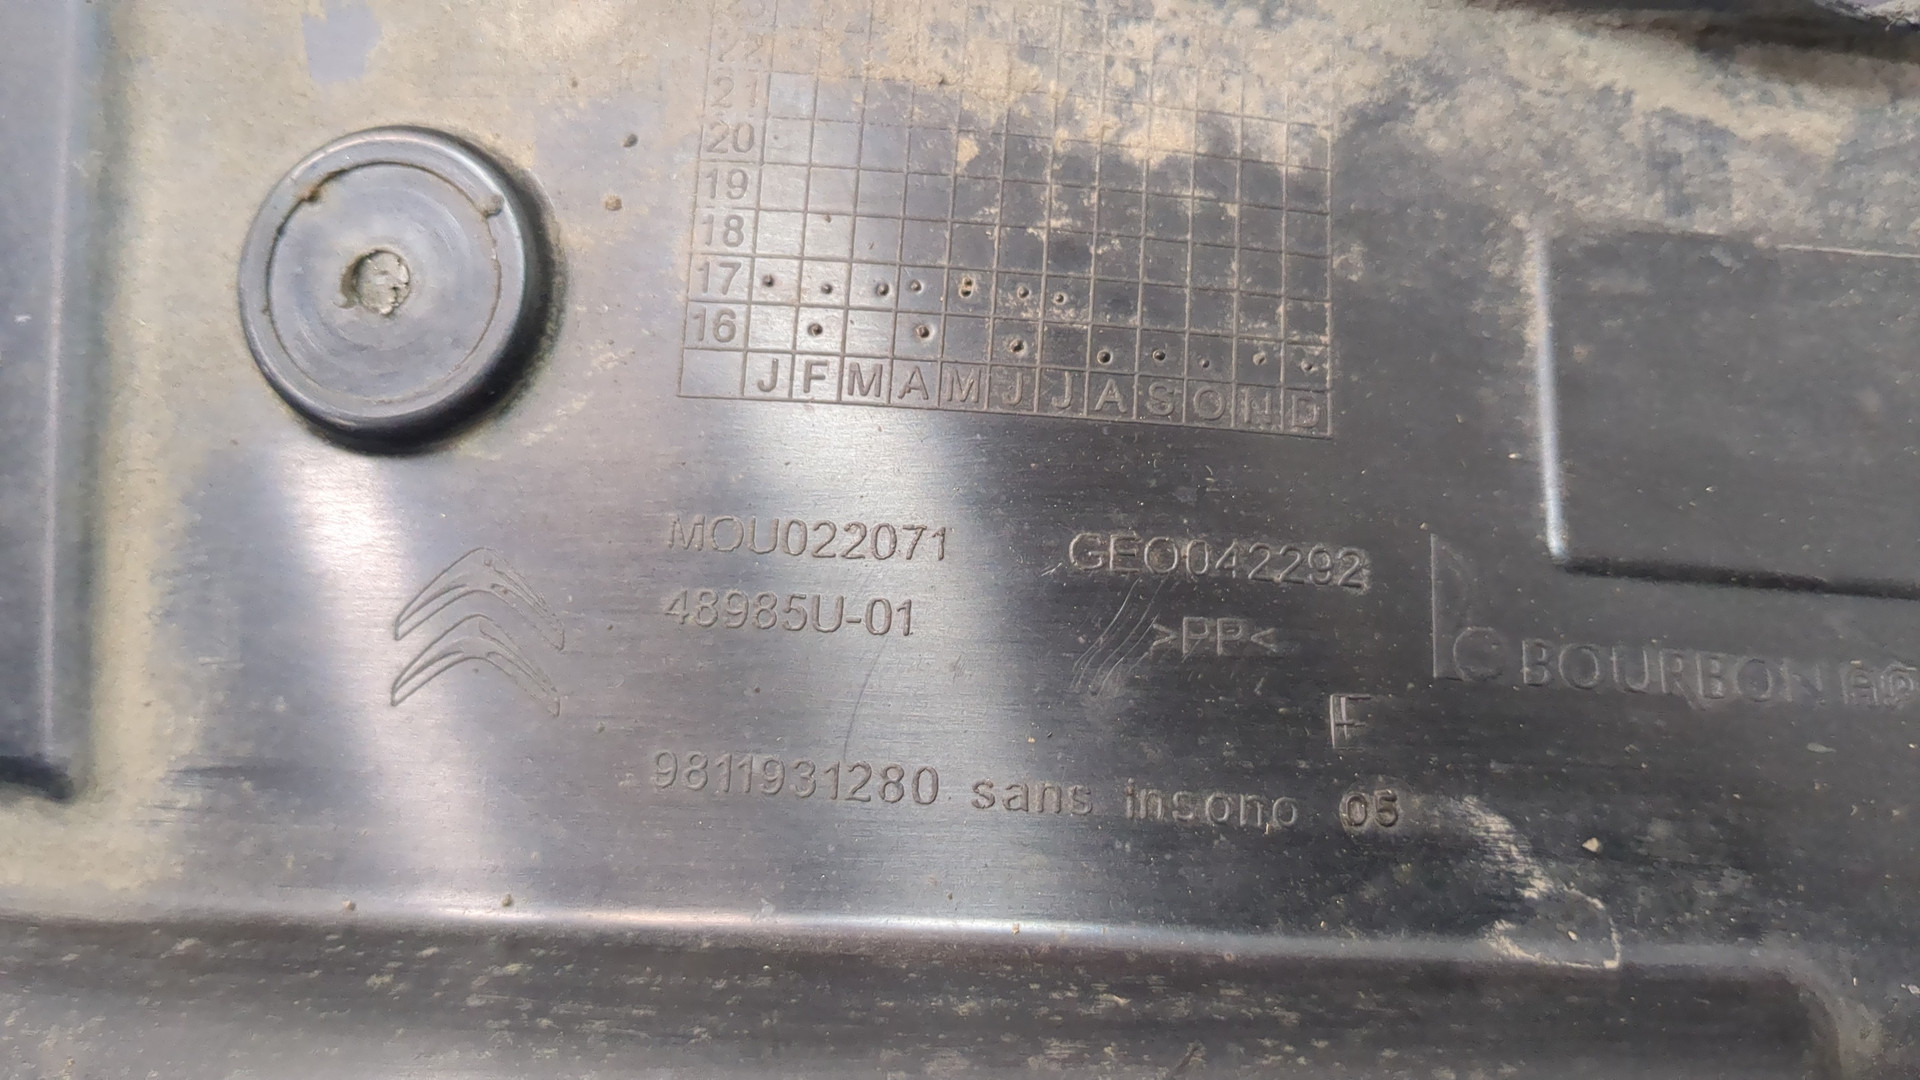 22
21
20
19
18
17
16
J F M A M J J A S O N D
MOU022071 GEO042292
48985U-01 >PP<
BOURBON
F
9811931280 sans insono 05